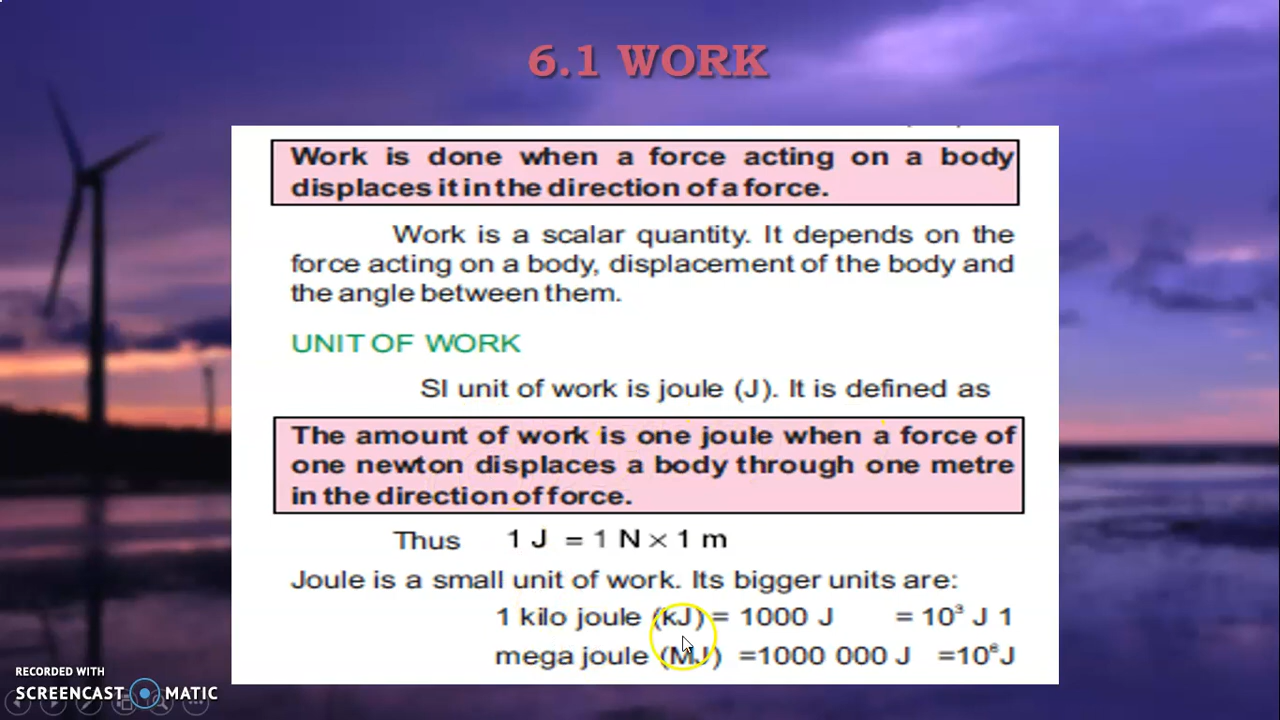 6.1 WORK
Work is done when a force acting on a body
displaces it in the direction of a force.
Work is a scalar quantity. It depends on the
force acting on a body, displacement of the body and
the angle between them.
UNIT OF WORK
SI unit of work is joule (J). It is defined as
The amount of work is one joule when a force of
one newton displaces a body through one metre
in the direction of force.
Thus 1 J = 1 N × 1 m
Joule is a small unit of work. Its bigger units are:
1 kilo joule (kJ) = 1000 J = 10³ J 1
mega joule (MJ) =1000 000 J =10⁶J
RECORDED WITH
SCREENCAST MATIC